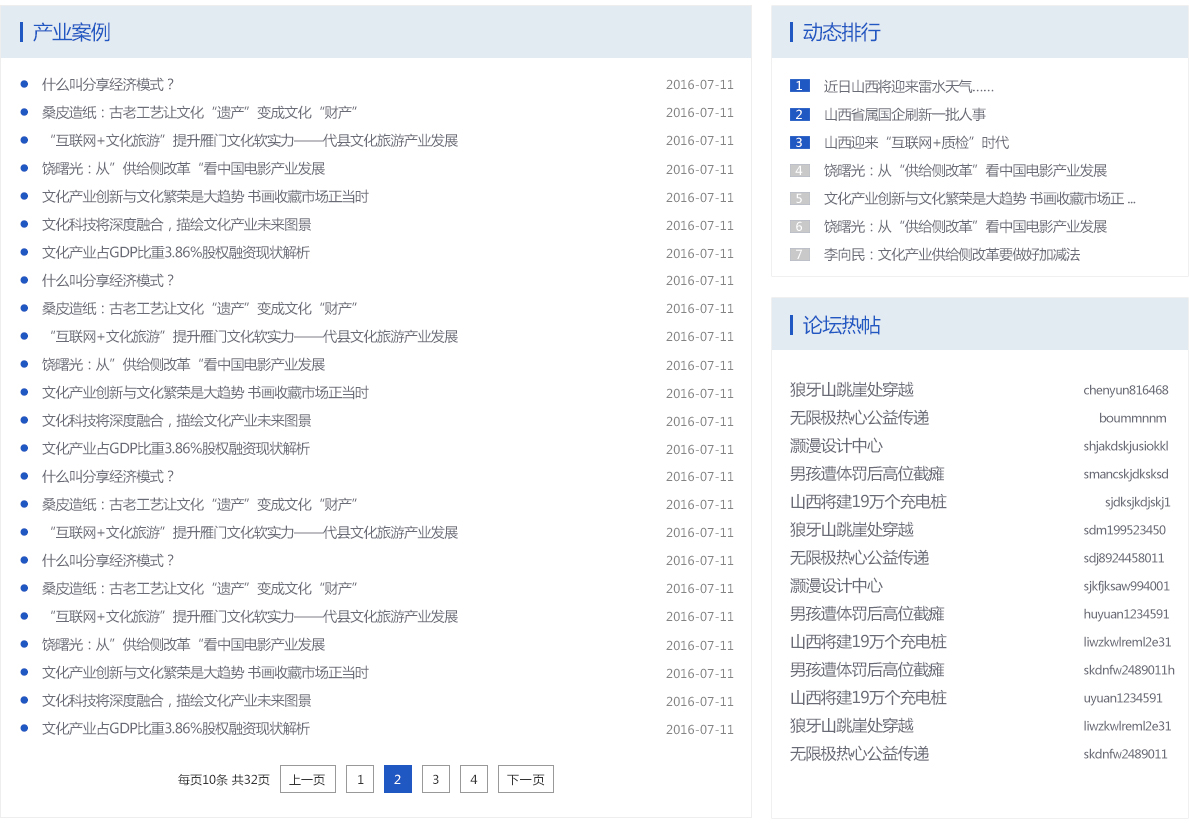 产业案例
什么叫分享经济模式？ 2016-07-11
桑皮造纸：古老工艺让文化“遗产”变成文化“财产” 2016-07-11
“互联网+文化旅游”提升雁门文化软实力——代县文化旅游产业发展 2016-07-11
饶曙光：从”供给侧改革“看中国电影产业发展 2016-07-11
文化产业创新与文化繁荣是大趋势 书画收藏市场正当时 2016-07-11
文化科技将深度融合，描绘文化产业未来图景 2016-07-11
文化产业占GDP比重3.86%股权融资现状解析 2016-07-11
什么叫分享经济模式？ 2016-07-11
桑皮造纸：古老工艺让文化“遗产”变成文化“财产” 2016-07-11
“互联网+文化旅游”提升雁门文化软实力——代县文化旅游产业发展 2016-07-11
饶曙光：从”供给侧改革“看中国电影产业发展 2016-07-11
文化产业创新与文化繁荣是大趋势 书画收藏市场正当时 2016-07-11
文化科技将深度融合，描绘文化产业未来图景 2016-07-11
文化产业占GDP比重3.86%股权融资现状解析 2016-07-11
什么叫分享经济模式？ 2016-07-11
桑皮造纸：古老工艺让文化“遗产”变成文化“财产” 2016-07-11
“互联网+文化旅游”提升雁门文化软实力——代县文化旅游产业发展 2016-07-11
什么叫分享经济模式？ 2016-07-11
桑皮造纸：古老工艺让文化“遗产”变成文化“财产” 2016-07-11
“互联网+文化旅游”提升雁门文化软实力——代县文化旅游产业发展 2016-07-11
饶曙光：从”供给侧改革“看中国电影产业发展 2016-07-11
文化产业创新与文化繁荣是大趋势 书画收藏市场正当时 2016-07-11
文化科技将深度融合，描绘文化产业未来图景 2016-07-11
文化产业占GDP比重3.86%股权融资现状解析 2016-07-11
每页10条 共32页 上一页 1 2 3 4 下一页
动态排行
1 近日山西将迎来雷水天气......
2 山西省属国企刷新一批人事
3 山西迎来“互联网+质检”时代
4 饶曙光：从“供给侧改革”看中国电影产业发展
5 文化产业创新与文化繁荣是大趋势 书画收藏市场正 ...
6 饶曙光：从“供给侧改革”看中国电影产业发展
7 李向民：文化产业供给侧改革要做好加减法
论坛热帖
狼牙山跳崖处穿越 chenyun816468
无限极热心公益传递 boummnnm
灏漫设计中心 shjakdskjusiokkl
男孩遭体罚后高位截瘫 smancskjdksksd
山西将建19万个充电桩 sjdksjkdjskj1
狼牙山跳崖处穿越 sdm199523450
无限极热心公益传递 sdj8924458011
灏漫设计中心 sjkfjksaw994001
男孩遭体罚后高位截瘫 huyuan1234591
山西将建19万个充电桩 liwzkwlreml2e31
男孩遭体罚后高位截瘫 skdnfw2489011h
山西将建19万个充电桩 uyuan1234591
狼牙山跳崖处穿越 liwzkwlreml2e31
无限极热心公益传递 skdnfw2489011